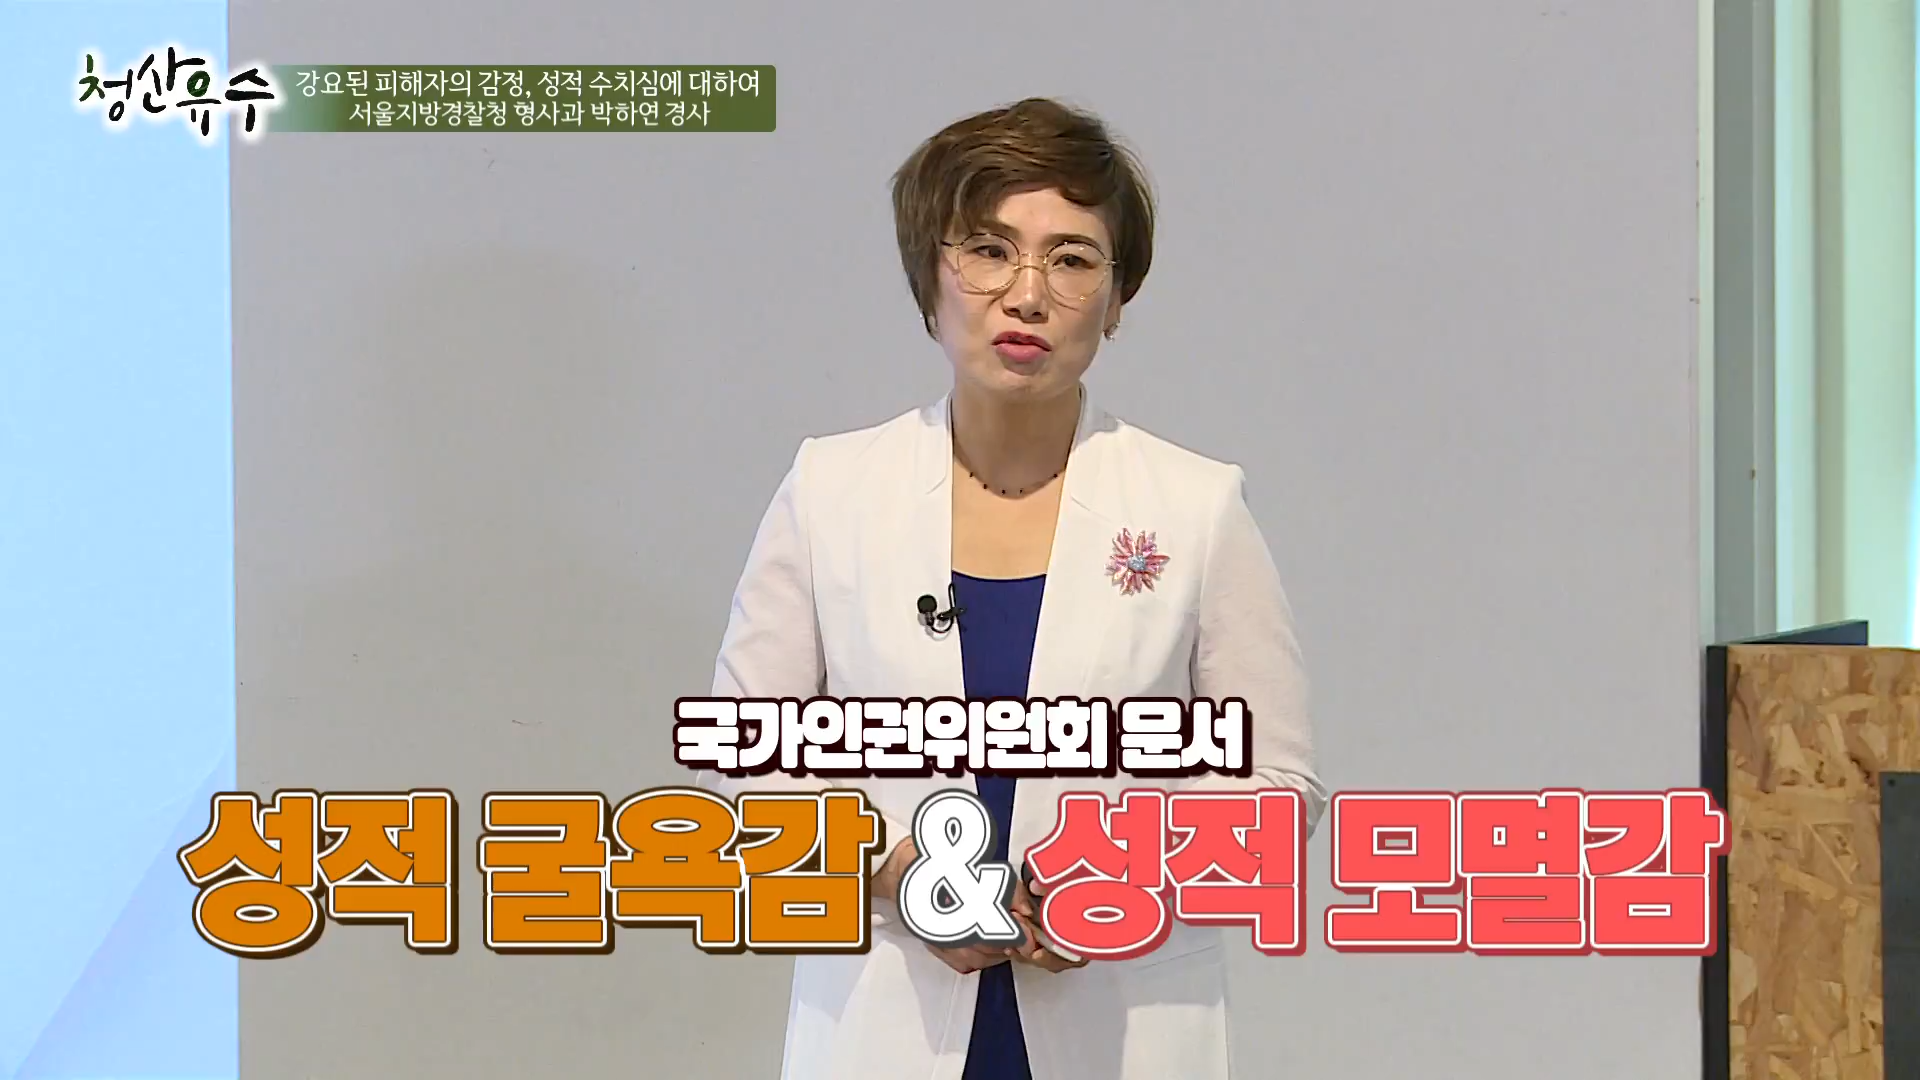 청산유수
강요된 피해자의 감정, 성적 수치심에 대하여
서울지방경찰청 형사과 박하연 경사
국가인권위원회 문서
성적 굴욕감 & 성적 모멸감